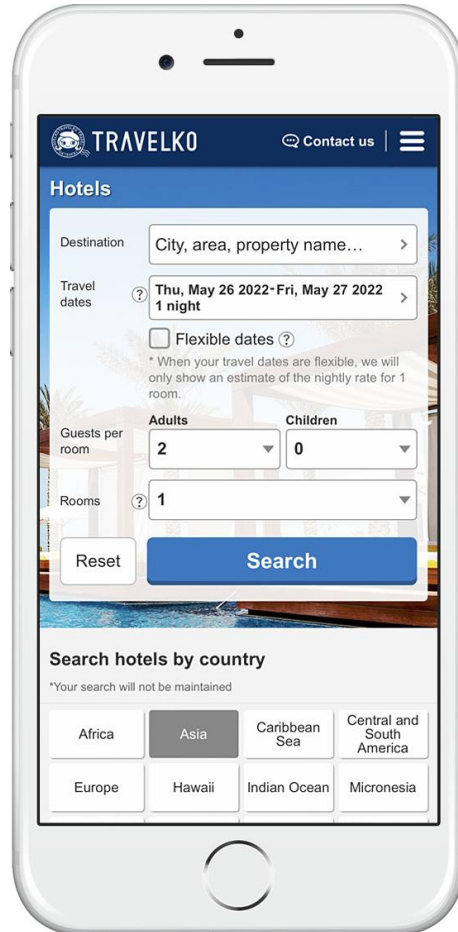 TRAVELKO
Contact us
Hotels
Destination
City, area, property name...
Travel
dates
?
Thu, May 26 2022-Fri, May 27 2022
1 night
Flexible dates ?
* When your travel dates are flexible, we will
only show an estimate of the nightly rate for 1
room.
Guests per
room
Adults
2
Children
0
Rooms
?
1
Reset
Search
Search hotels by country
*Your search will not be maintained
Africa
Asia
Caribbean
Sea
Central and
South
America
Europe
Hawaii
Indian Ocean
Micronesia